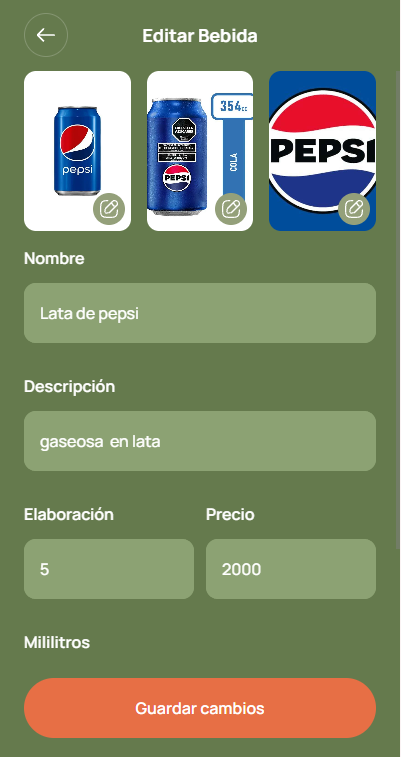 Editar Bebida
pepsi
354cc
COLA
PEPSI
PEPSI
Nombre
Lata de pepsi
Descripción
gaseosa en lata
Elaboración
Precio
5
2000
Mililitros
Guardar cambios